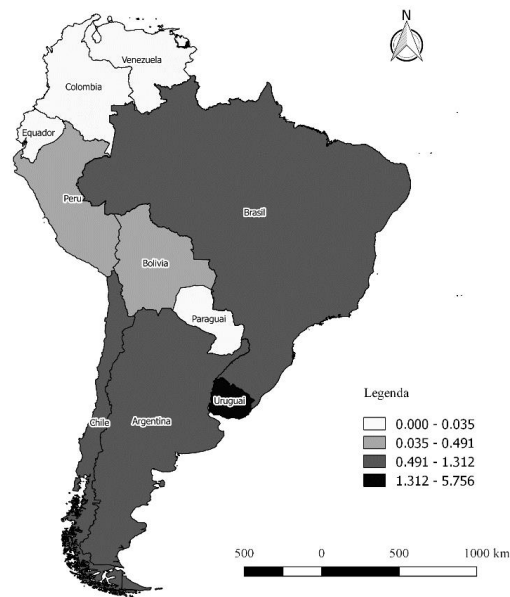 N
Venezuela
Colombia
Equador
Peru
Brasil
Bolivia
Paraguai
Uruguai
Chile
Argentina
Legenda
0.000 - 0.035
0.035 - 0.491
0.491 - 1.312
1.312 - 5.756
500 0 500 1000 km